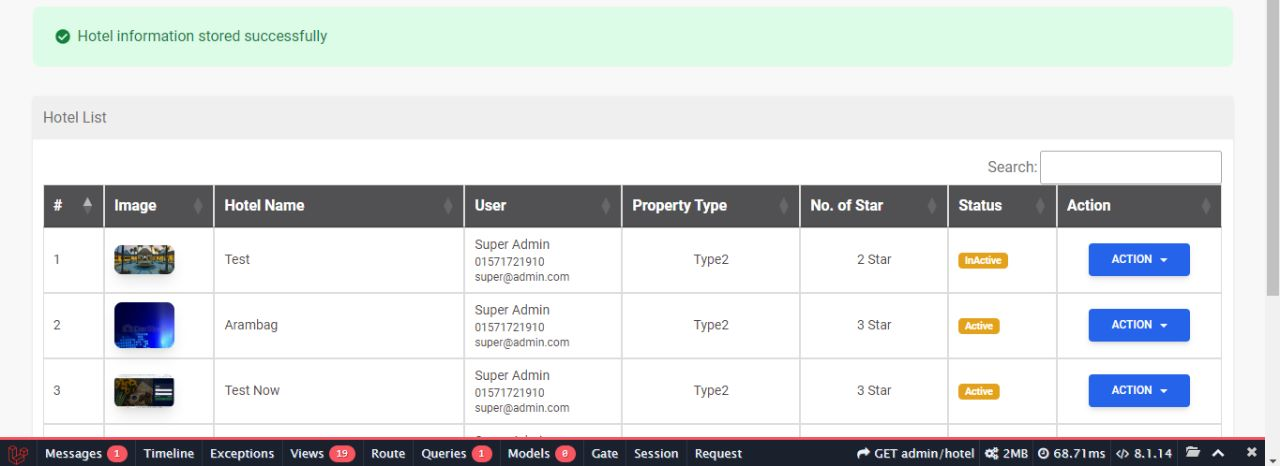 Hotel information stored successfully
Hotel List
Search:
# Image Hotel Name User Property Type No. of Star Status Action
1 Test Super Admin Type2 2 Star InActive ACTION
01571721910
super@admin.com
2 Arambag Super Admin Type2 3 Star Active ACTION
01571721910
super@admin.com
3 Test Now Super Admin Type2 3 Star Active ACTION
01571721910
super@admin.com
Messages 1 Timeline Exceptions Views 19 Route Queries 1 Models 0 Gate Session Request GET admin/hotel 2MB 68.71ms 8.1.14